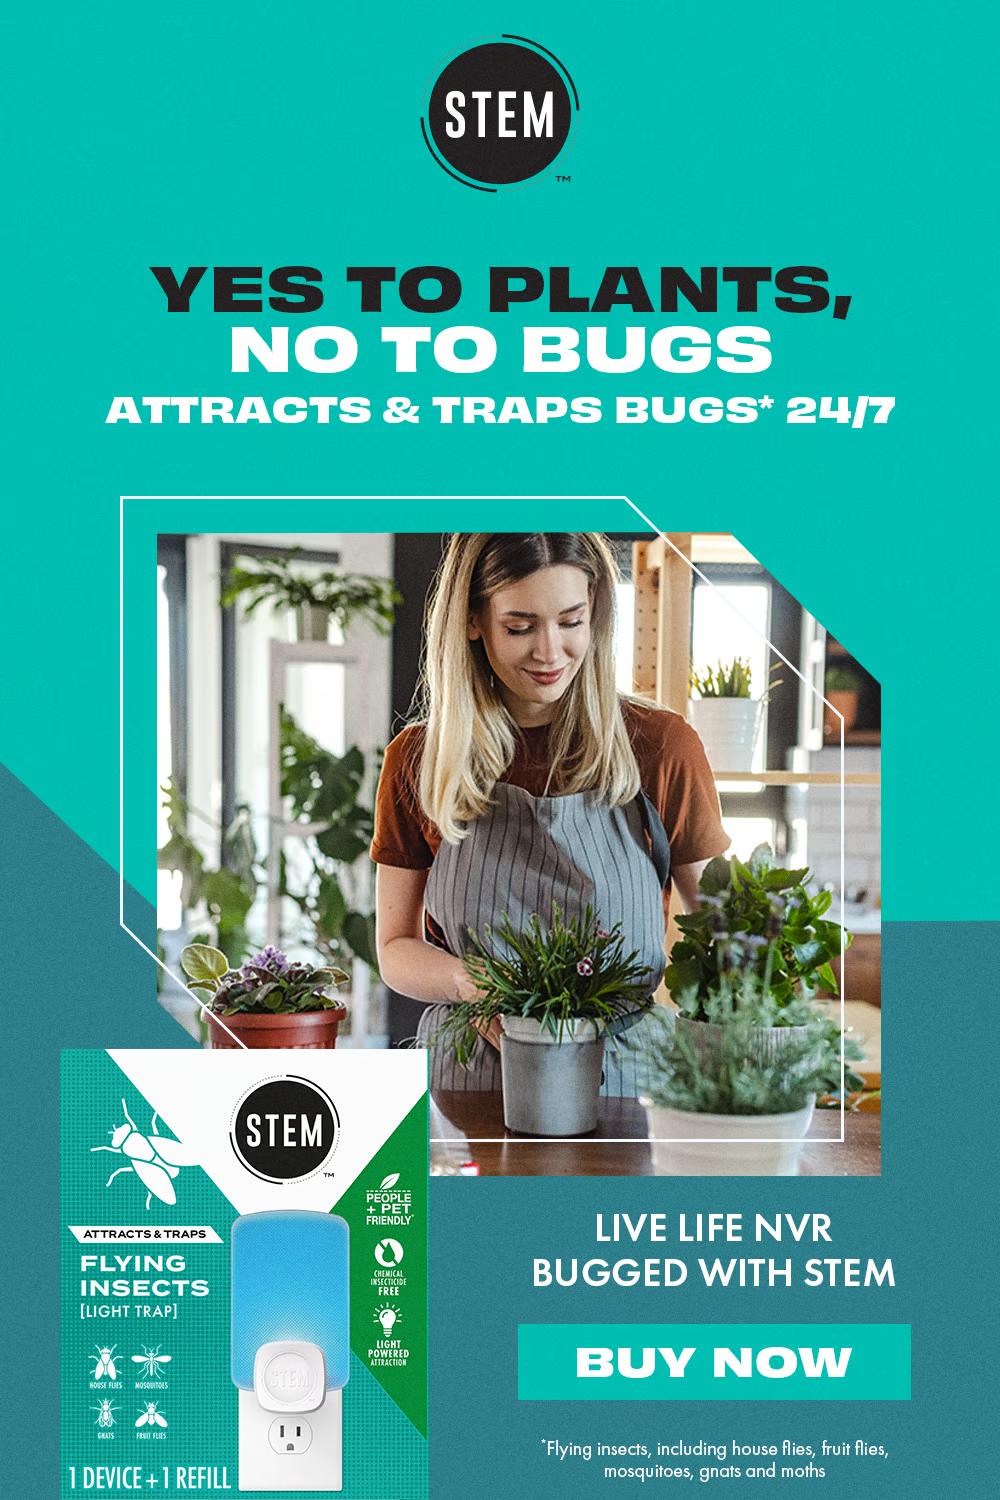 STEM
TM
YES TO PLANTS,
NO TO BUGS
ATTRACTS & TRAPS BUGS* 24/7
STEM
TM
PEOPLE
+ PET
FRIENDLY*
ATTRACTS & TRAPS
FLYING
INSECTS
[LIGHT TRAP]
CHEMICAL
INSECTICIDE
FREE
LIGHT
POWERED
ATTRACTION
HOUSE FLIES MOSQUITOES
GNATS FRUIT FLIES
STEM
1 DEVICE + 1 REFILL
LIVE LIFE NVR
BUGGED WITH STEM
BUY NOW
*Flying insects, including house flies, fruit flies,
mosquitoes, gnats and moths